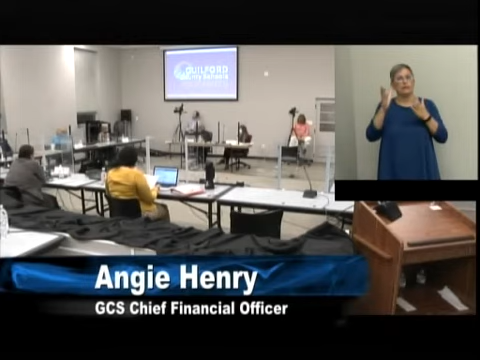 GUILFORD
County Schools
Angie Henry
GCS Chief Financial Officer